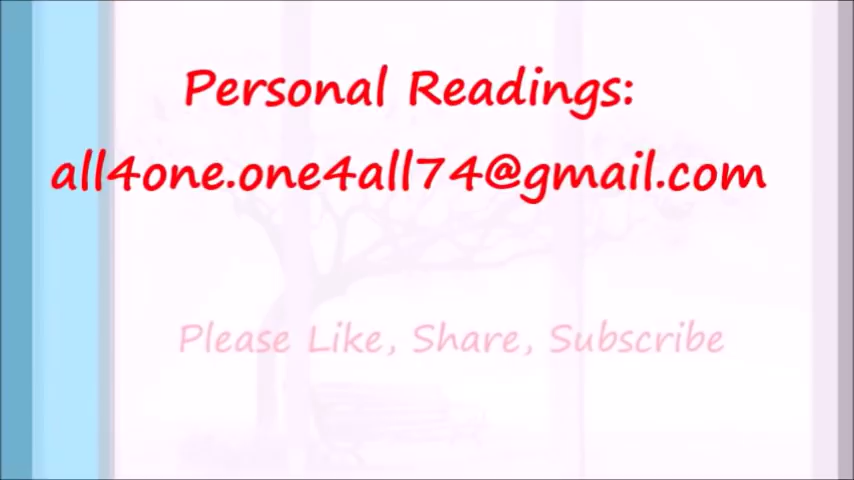 Personal Readings:
all4one.one4all74@gmail.com
Please Like, Share, Subscribe